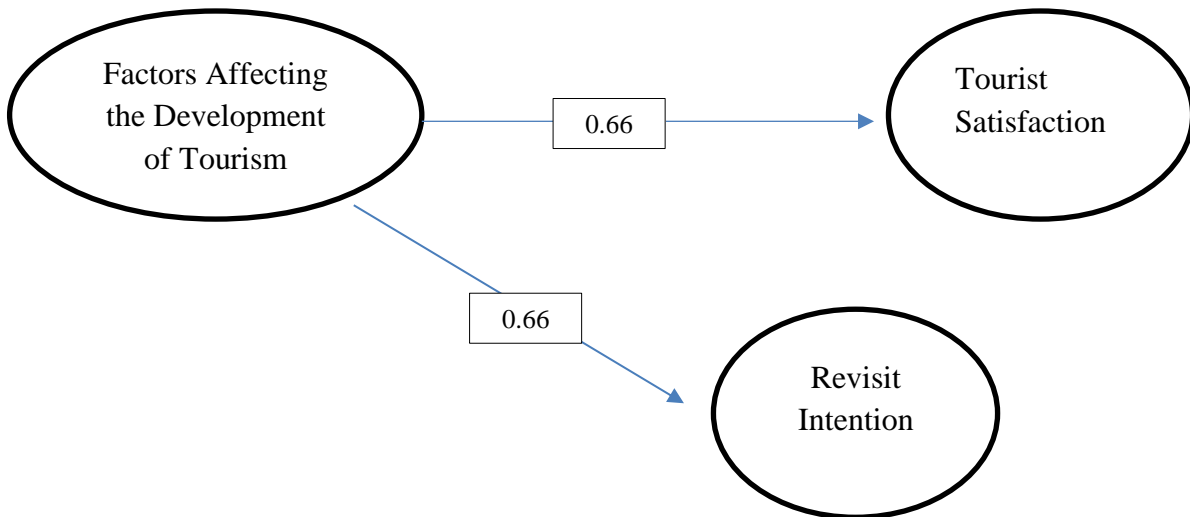 Factors Affecting
the Development
of Tourism
0.66
Tourist
Satisfaction
0.66
Revisit
Intention